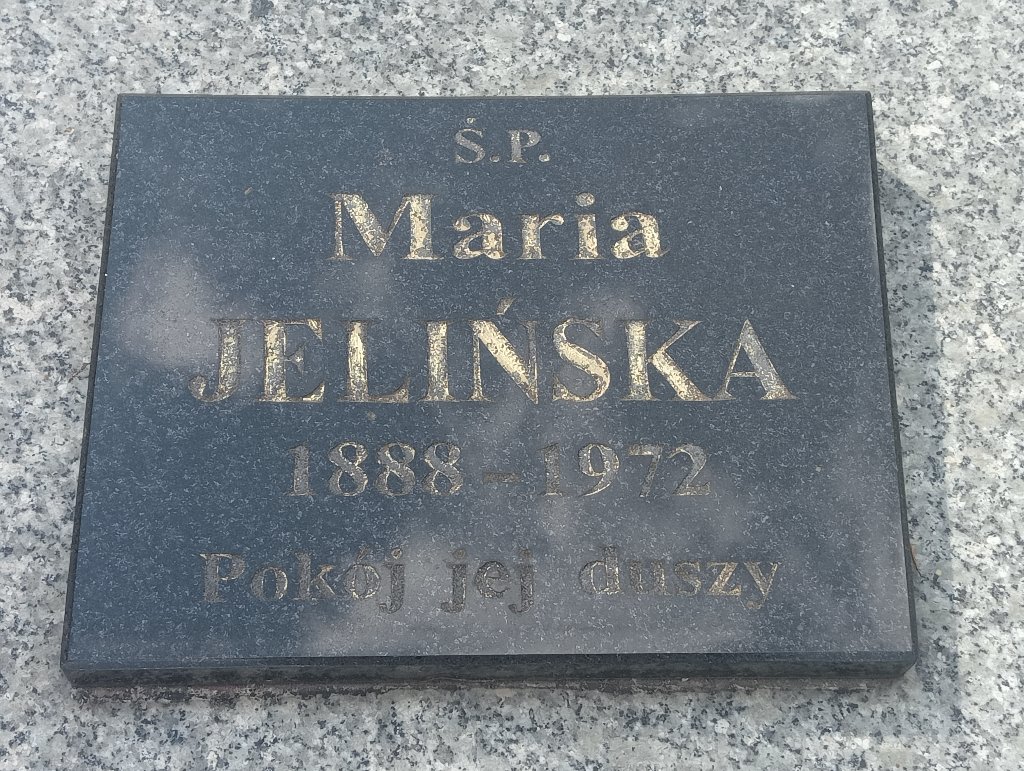 Ś.P.
Maria
JELIŃSKA
1888 – 1972
Pokój jej duszy